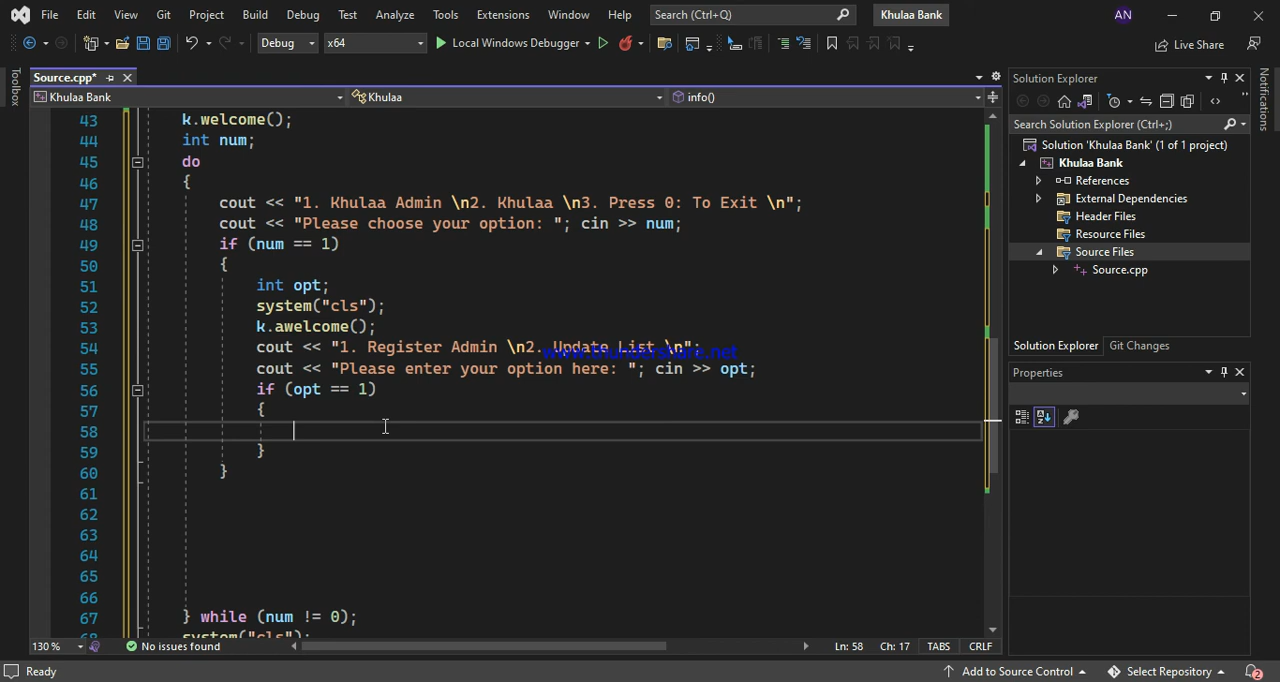 File Edit View Git Project Build Debug Test Analyze Tools Extensions Window Help Search (Ctrl+Q) Khulaa Bank AN
Debug x64 Local Windows Debugger Live Share
Toolbox
Source.cpp*
Khulaa Bank Khulaa info()
43 k.welcome();
44 int num;
45 do
46 {
47 cout << "1. Khulaa Admin \n2. Khulaa \n3. Press 0: To Exit \n";
48 cout << "Please choose your option: "; cin >> num;
49 if (num == 1)
50 {
51 int opt;
52 system("cls");
53 k.awelcome();
54 cout << "1. Register Admin \n2. Update List \n";
www.thundershare.net
55 cout << "Please enter your option here: "; cin >> opt;
56 if (opt == 1)
57 {
58
59 }
60 }
61
62
63
64
65
66
67 } while (num != 0);
68 system("cls");
130 % No issues found Ln: 58 Ch: 17 TABS CRLF
Solution Explorer
Search Solution Explorer (Ctrl+;)
Solution 'Khulaa Bank' (1 of 1 project)
Khulaa Bank
References
External Dependencies
Header Files
Resource Files
Source Files
Source.cpp
Solution Explorer Git Changes
Properties
Notifications
Ready Add to Source Control Select Repository 2